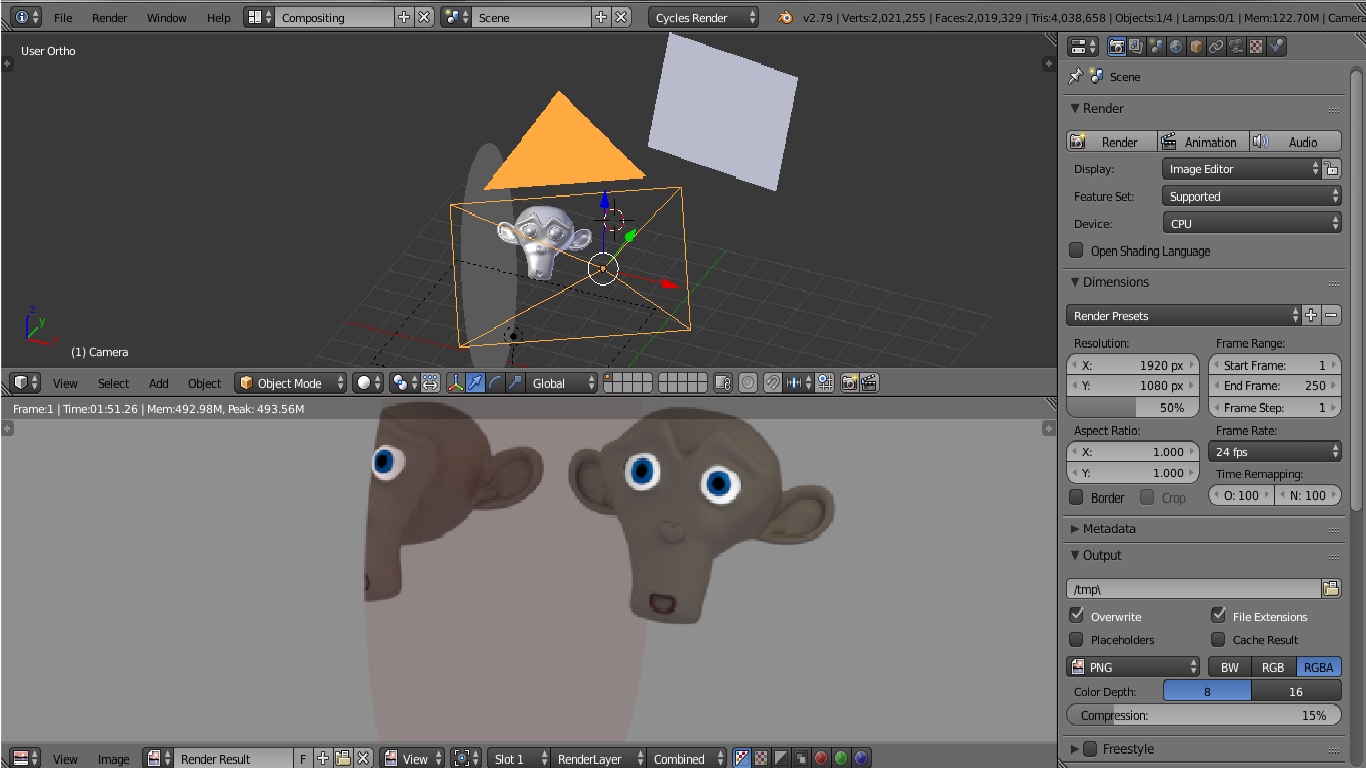 File Render Window Help Compositing Scene Cycles Render v2.79 | Verts:2,021,255 | Faces:2,019,329 | Tris:4,038,658 | Objects:1/4 | Lamps:0/1 | Mem:122.70M | Camera
User Ortho
Scene
Render
Render Animation Audio
Display: Image Editor
Feature Set: Supported
Device: CPU
Open Shading Language
Dimensions
Render Presets
Resolution: Frame Range:
X: 1920 px Start Frame: 1
Y: 1080 px End Frame: 250
50% Frame Step: 1
Aspect Ratio: Frame Rate:
X: 1.000 24 fps
Y: 1.000 Time Remapping:
Border Crop O: 100 N: 100
Metadata
Output
/tmp\
Overwrite File Extensions
Placeholders Cache Result
PNG BW RGB RGBA
Color Depth: 8 16
Compression: 15%
Freestyle
z
y
x
(1) Camera
View Select Add Object Object Mode Global
Frame:1 | Time:01:51.26 | Mem:492.98M, Peak: 493.56M
View Image Render Result F View Slot 1 RenderLayer Combined